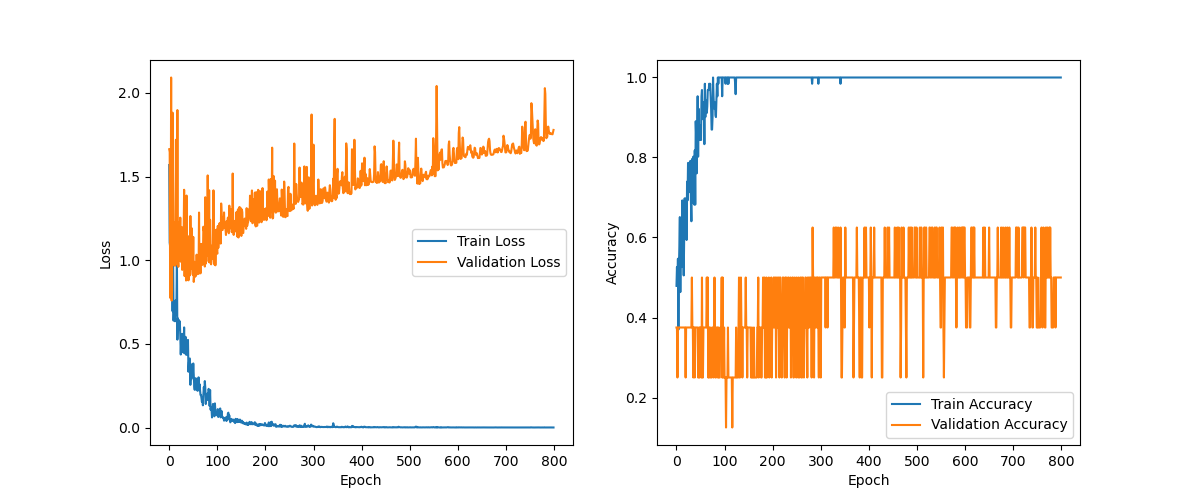 2.0
1.5
1.0
0.5
0.0
Loss
0 100 200 300 400 500 600 700 800
Epoch
Train Loss
Validation Loss
1.0
0.8
0.6
0.4
0.2
Accuracy
0 100 200 300 400 500 600 700 800
Epoch
Train Accuracy
Validation Accuracy